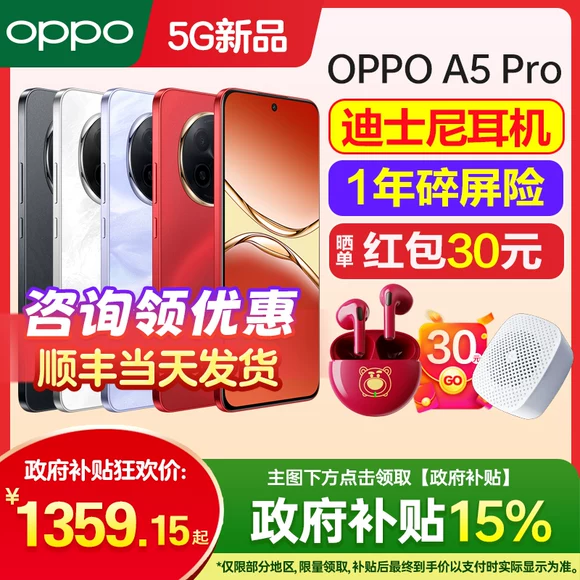 oppo
5G新品
OPPO A5 Pro
迪士尼耳机
1年碎屏险
晒单
红包30元
咨询领优惠
顺丰当天发货
30元
GO
政府补贴狂欢价:
¥1359.15起
主图下方点击领取【政府补贴】
政府补贴15%
*仅限部分地区,限量领取,补贴后最终到手价以支付时实际显示为准。